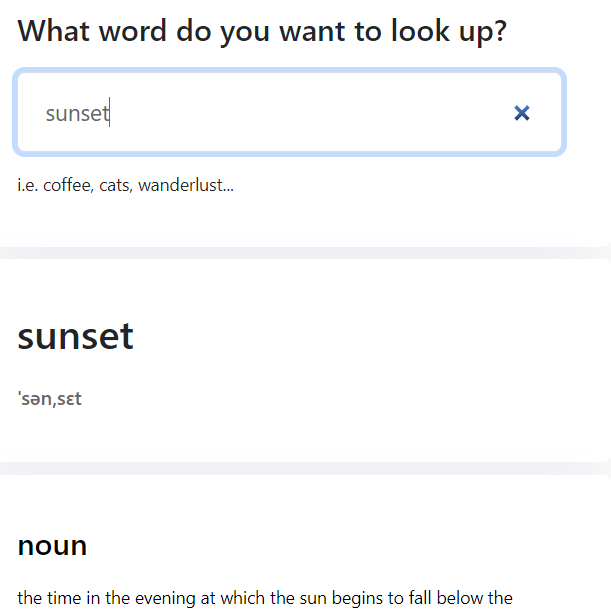 What word do you want to look up?
sunset
i.e. coffee, cats, wanderlust...
sunset
'sən,sɛt
noun
the time in the evening at which the sun begins to fall below the